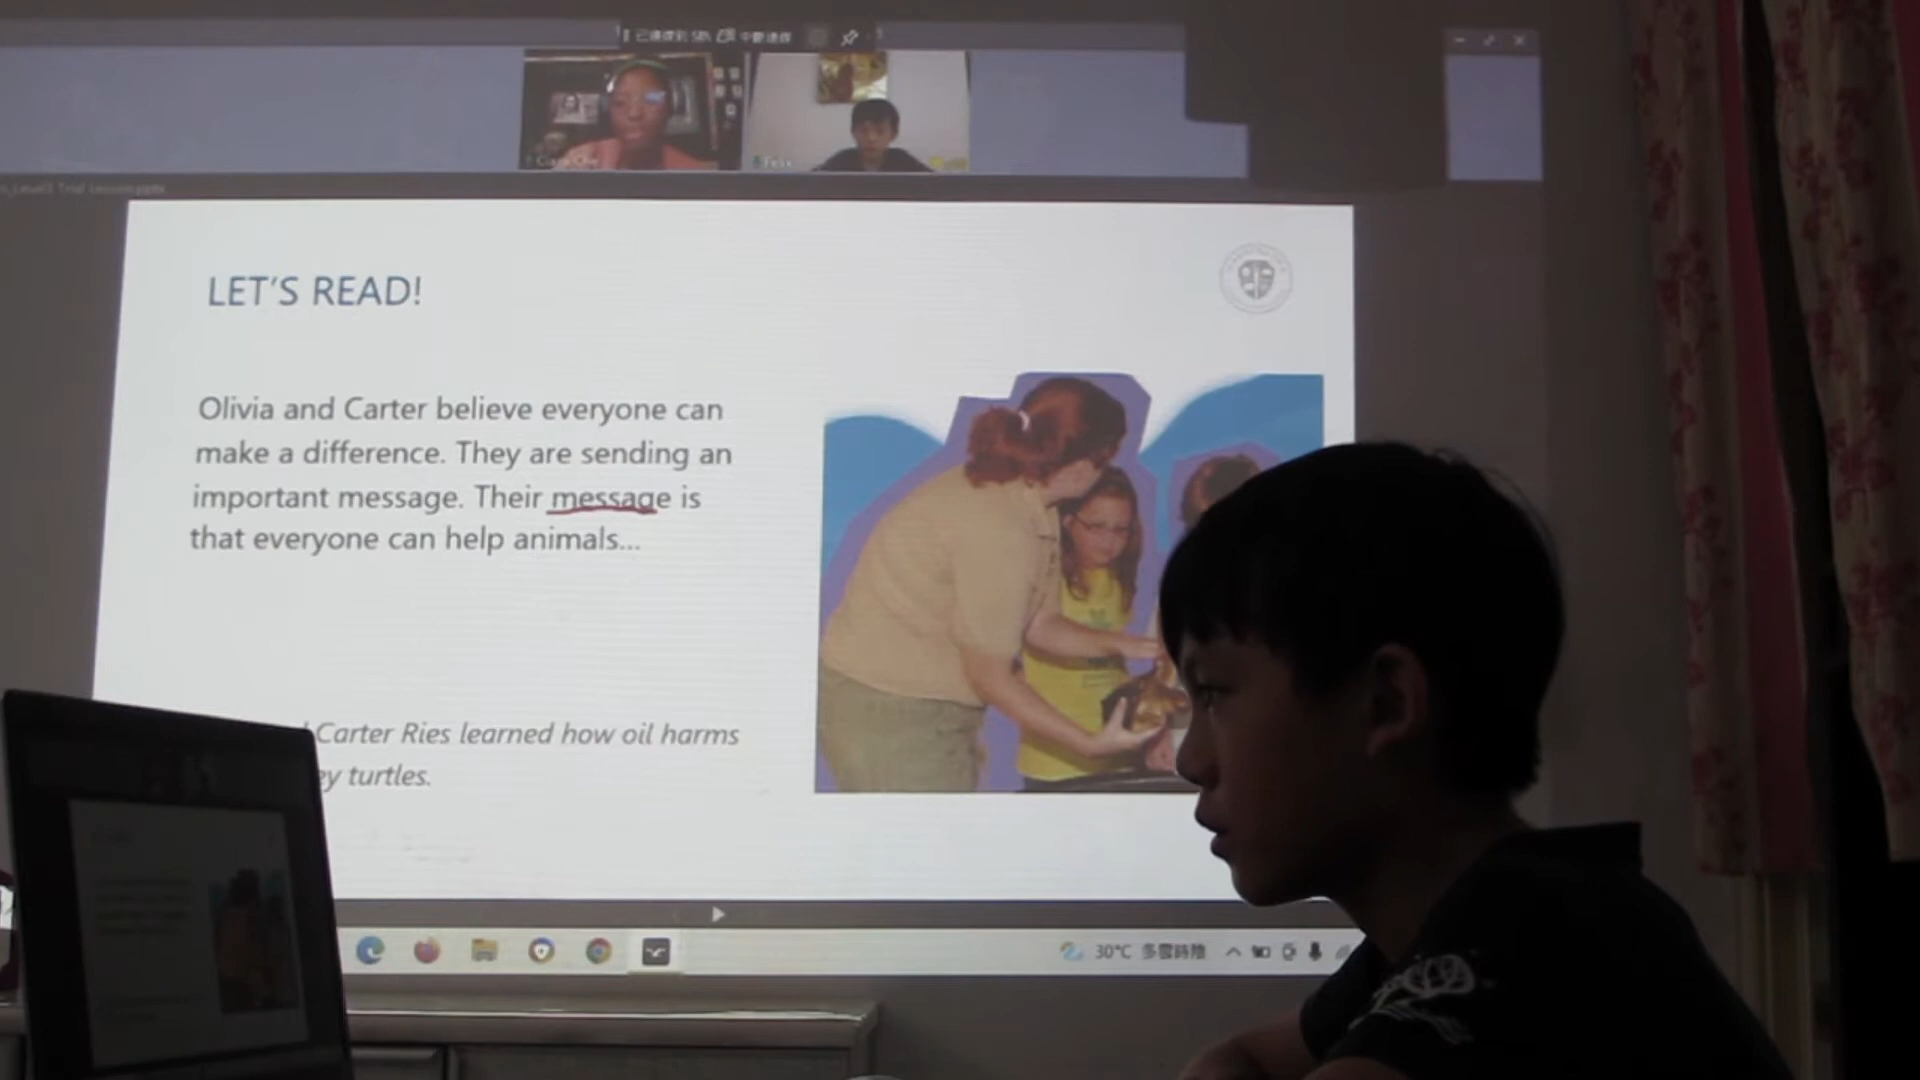 LET'S READ!
Olivia and Carter believe everyone can
make a difference. They are sending an
important message. Their message is
that everyone can help animals...
Carter Ries learned how oil harms
turtles.
30°C 多雲時陰